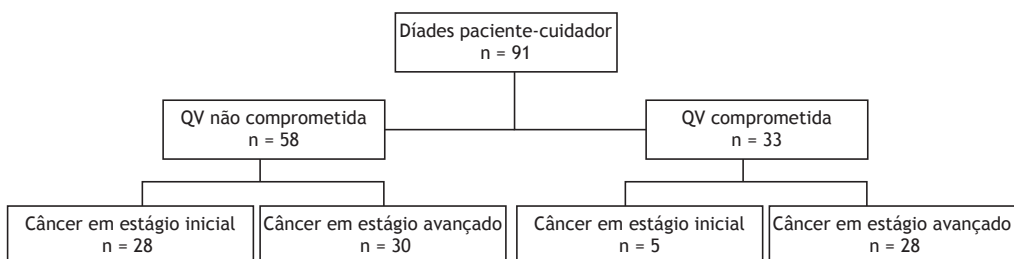 Díades paciente-cuidador
n = 91
QV não comprometida
n = 58
QV comprometida
n = 33
Câncer em estágio inicial
n = 28
Câncer em estágio avançado
n = 30
Câncer em estágio inicial
n = 5
Câncer em estágio avançado
n = 28